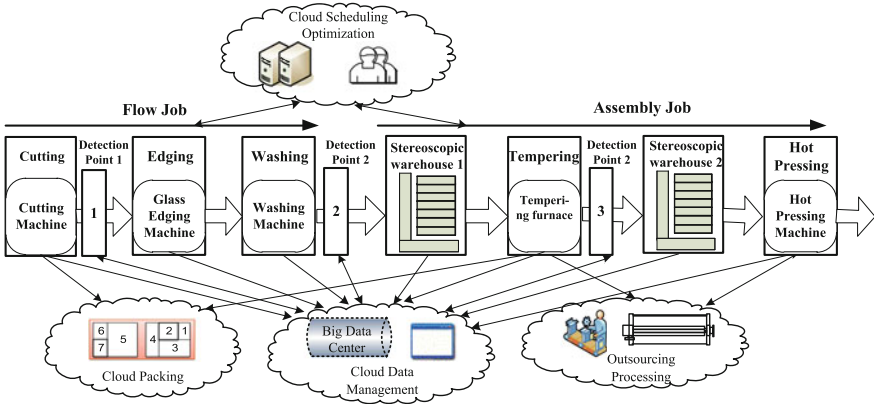 Cloud Scheduling
Optimization
Flow Job
Assembly Job
Cutting
Detection
Point 1
Edging
Washing
Detection
Point 2
Stereoscopic
warehouse 1
Tempering
Detection
Point 2
Stereoscopic
warehouse 2
Hot
Pressing
Cutting
Machine
1
Glass
Edging
Machine
Washing
Machine
2
Temperi-
ng furnace
3
Hot
Pressing
Machine
6
7
5
4
2
1
3
Cloud Packing
Big Data
Center
Cloud Data
Management
Outsourcing
Processing